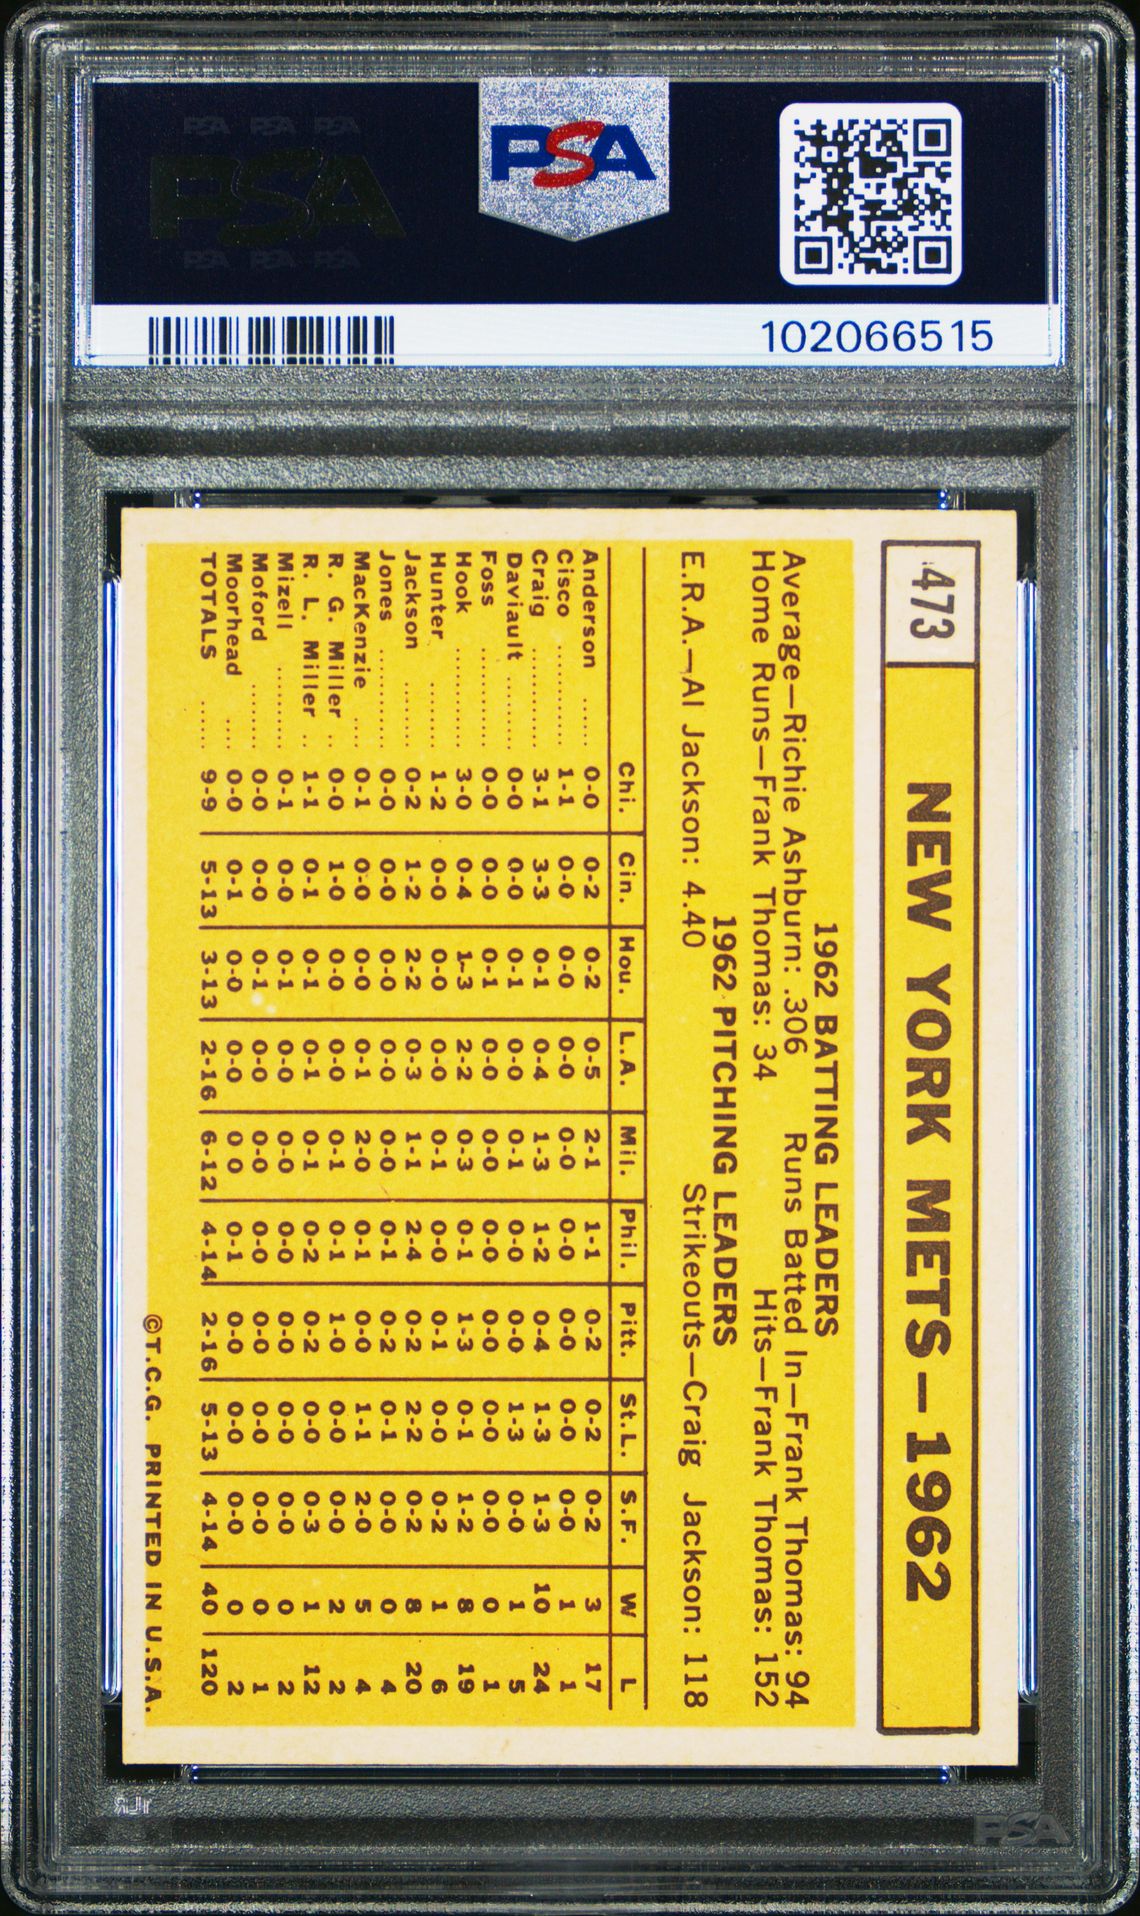 PSA PSA PSA
PSA
PSA PSA PSA
PSA
102066515
473 NEW YORK METS—1962
1962 BATTING LEADERS
Average—Richie Ashburn: .306 Runs Batted In—Frank Thomas: 94
Home Runs—Frank Thomas: 34 Hits—Frank Thomas: 152
1962 PITCHING LEADERS
E.R.A.—Al Jackson: 4.40 Strikeouts—Craig Jackson: 118
Chi. Cin. Hou. L.A. Mil. Phil. Pitt. St.L. S.F. W L
Anderson ...... 0-0 0-2 0-2 0-5 2-1 1-1 0-2 0-2 0-2 3 17
Cisco .......... 1-1 0-0 0-0 0-0 0-0 0-0 0-0 0-0 0-0 1 1
Craig .......... 3-1 3-3 0-1 0-4 1-3 1-2 0-4 1-3 1-3 10 24
Daviault ........ 0-0 0-0 0-1 0-0 0-1 0-0 0-0 1-3 0-0 1 5
Foss .......... 0-0 0-0 0-1 0-0 0-0 0-0 0-0 0-0 0-0 0 1
Hook .......... 3-0 0-4 1-3 2-2 0-3 0-1 1-3 0-1 1-2 8 19
Hunter ....... 1-2 0-0 0-0 0-0 0-1 0-0 0-1 0-0 0-2 1 6
Jackson ....... 0-2 1-2 2-2 0-3 1-1 2-4 0-2 2-2 0-2 8 20
Jones .......... 0-0 0-0 0-0 0-0 0-0 0-1 0-2 0-1 0-0 0 4
MacKenzie .... 0-1 0-0 0-0 0-1 2-0 0-1 0-0 1-1 2-0 5 4
R. G. Miller .. 0-0 1-0 0-0 0-0 0-1 0-1 1-0 0-0 0-0 2 2
R. L. Miller .. 1-1 0-1 0-1 0-1 0-1 0-2 0-2 0-0 0-3 1 12
Mizell ......... 0-1 0-0 0-1 0-0 0-0 0-0 0-0 0-0 0-0 0 2
Moford ........ 0-0 0-0 0-1 0-0 0-0 0-0 0-0 0-0 0-0 0 1
Moorhead .... 0-0 0-1 0-0 0-0 0 0 0-1 0-0 0-0 0-0 0 2
TOTALS ...... 9-9 5-13 3-13 2-16 6-12 4-14 2-16 5-13 4-14 40 120
©T.C.G. PRINTED IN U.S.A.
PSA